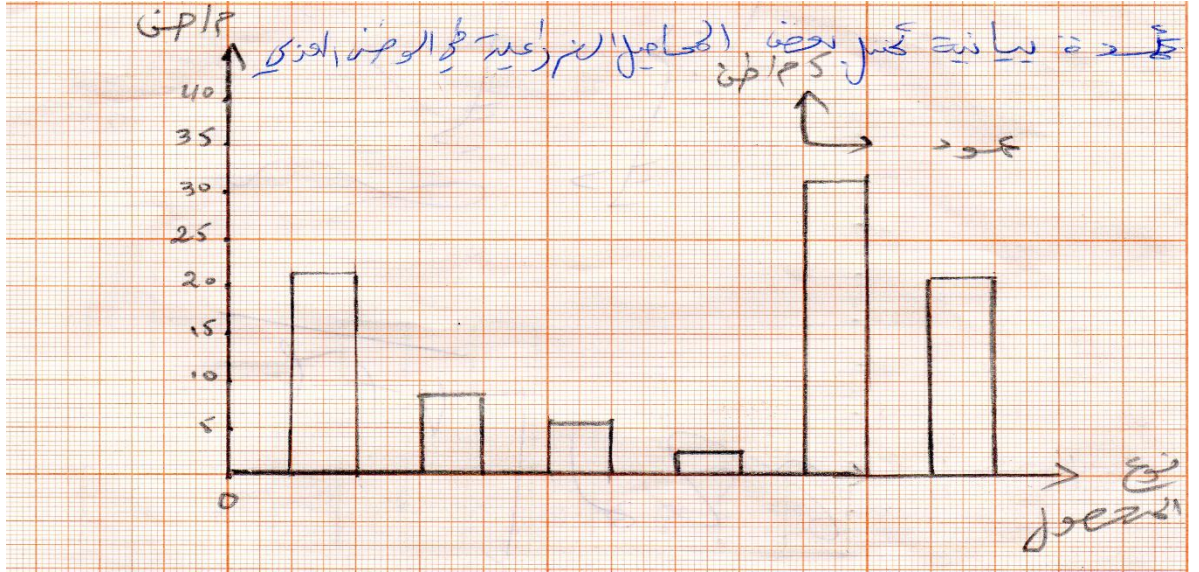 م/طن
أعمدة بيانية تمثل بعض المحاصيل الزراعية في الوطن العربي
5 م/طن
عمود
40
35
30
25
20
15
10
5
0
نوع
المحصول